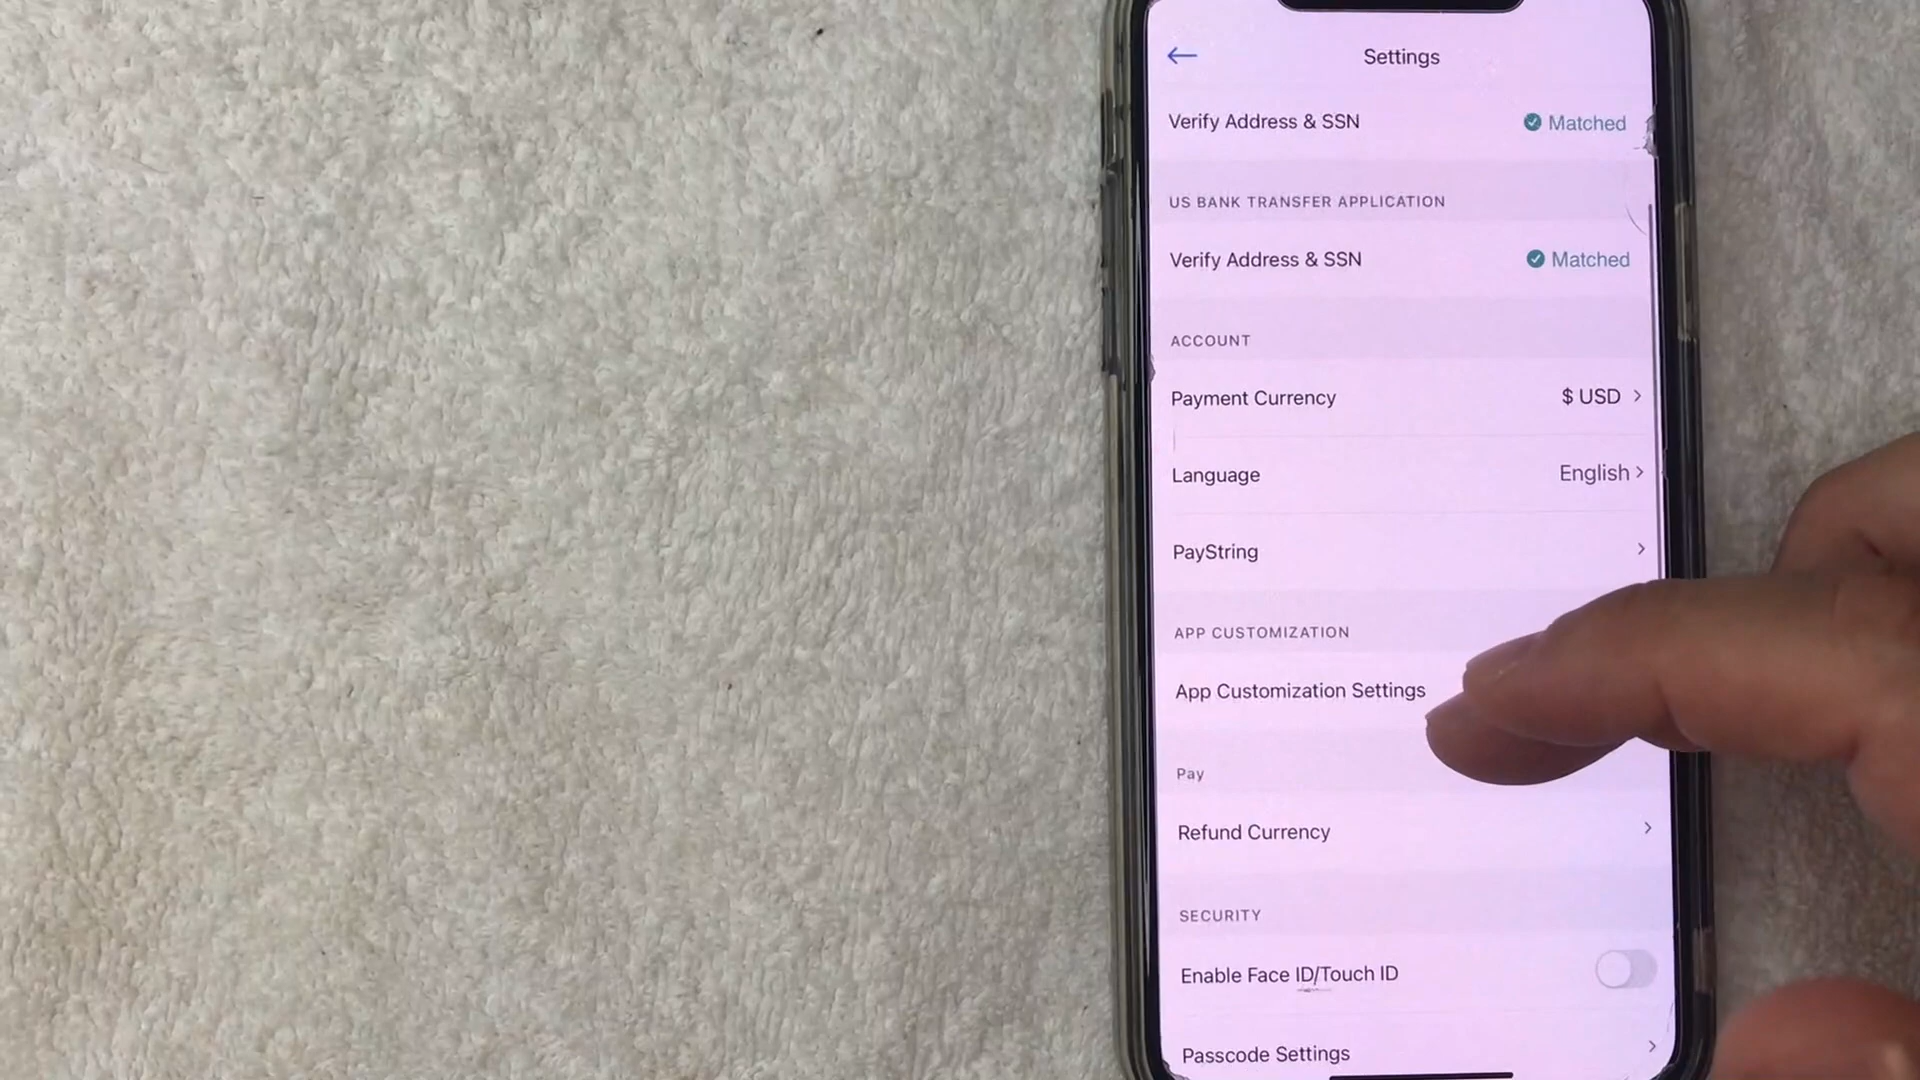 Settings
Verify Address & SSN Matched
US BANK TRANSFER APPLICATION
Verify Address & SSN Matched
ACCOUNT
Payment Currency $ USD
Language English
PayString
APP CUSTOMIZATION
App Customization Settings
Pay
Refund Currency
SECURITY
Enable Face ID/Touch ID
Passcode Settings